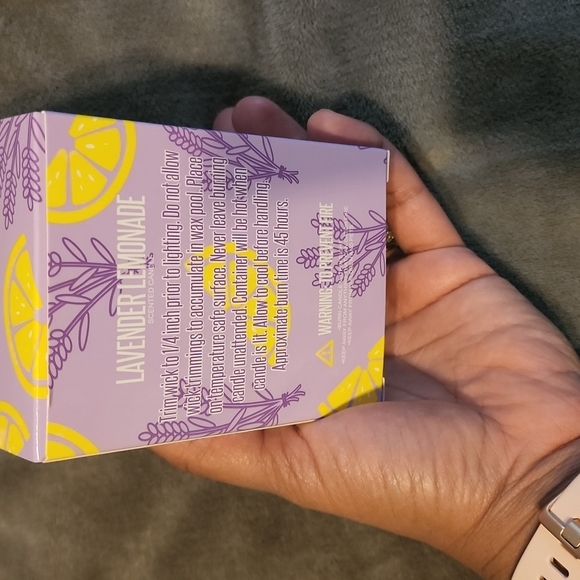 LAVENDER LEMONADE
SCENTED CANDLE
Trim wick to 1/4 inch prior to lighting. Do not allow
wick trimmings to accumulate in wax pool. Place
on temperature safe surface. Never leave burning
candle unattended. Container will be hot when
candle is lit. Allow to cool before handling.
Approximate burn time is 45 hours.
WARNING: TO PREVENT FIRE